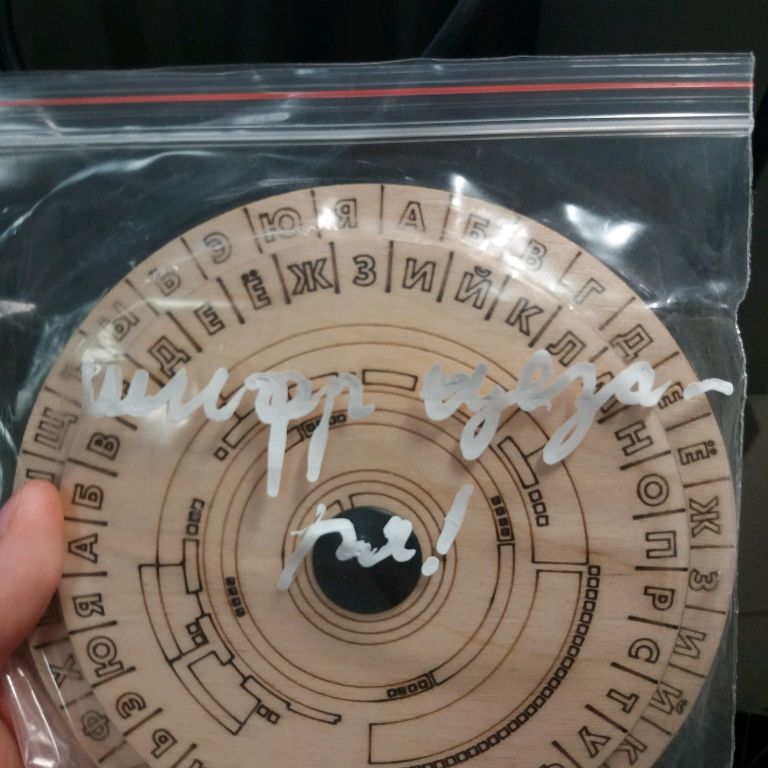 Ф Х Щ Ы Ь Э Ю Я А Б В Г Д Е Ё Ж З И Й К
Ь Э Ю Я А Б В Д Е Ё Ж З И Й К Л Н О П Р С Т У
шифр цеза-
ря!